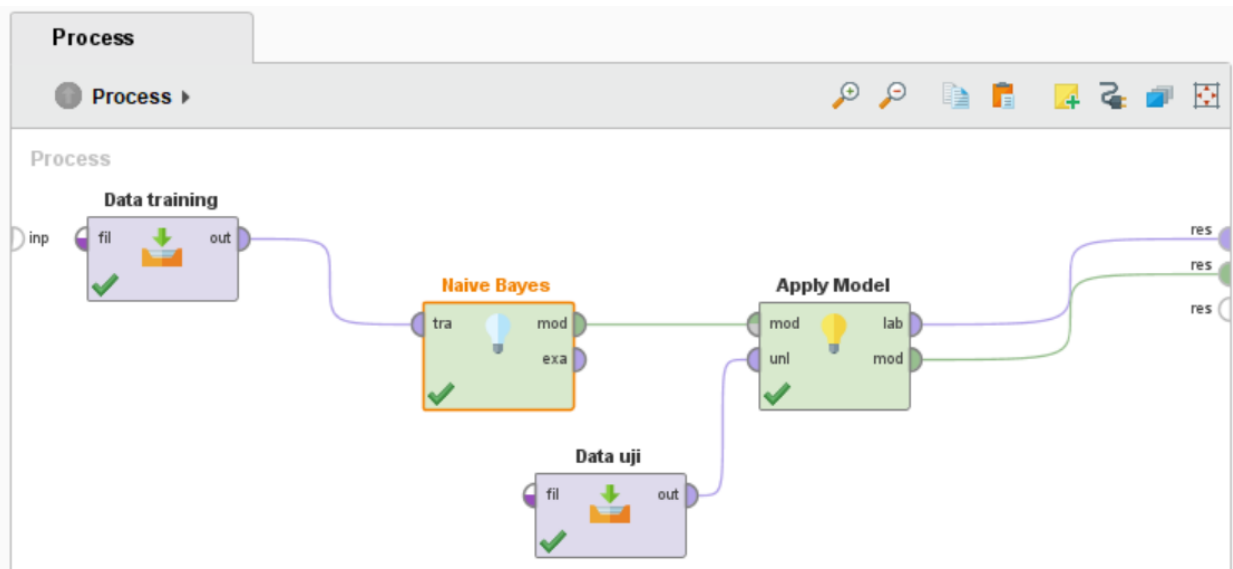 Process
Process
Process
Data training
inp
fil
out
Naive Bayes
tra
mod
exa
Apply Model
mod
lab
unl
mod
Data uji
fil
out
res
res
res